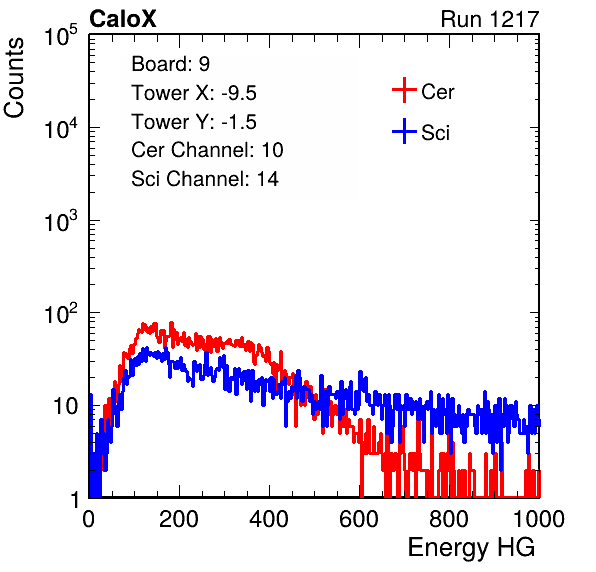 CaloX Run 1217
Counts
10^5
10^4
10^3
10^2
10
1
Board: 9
Tower X: -9.5
Tower Y: -1.5
Cer Channel: 10
Sci Channel: 14
Cer
Sci
0 200 400 600 800 1000
Energy HG